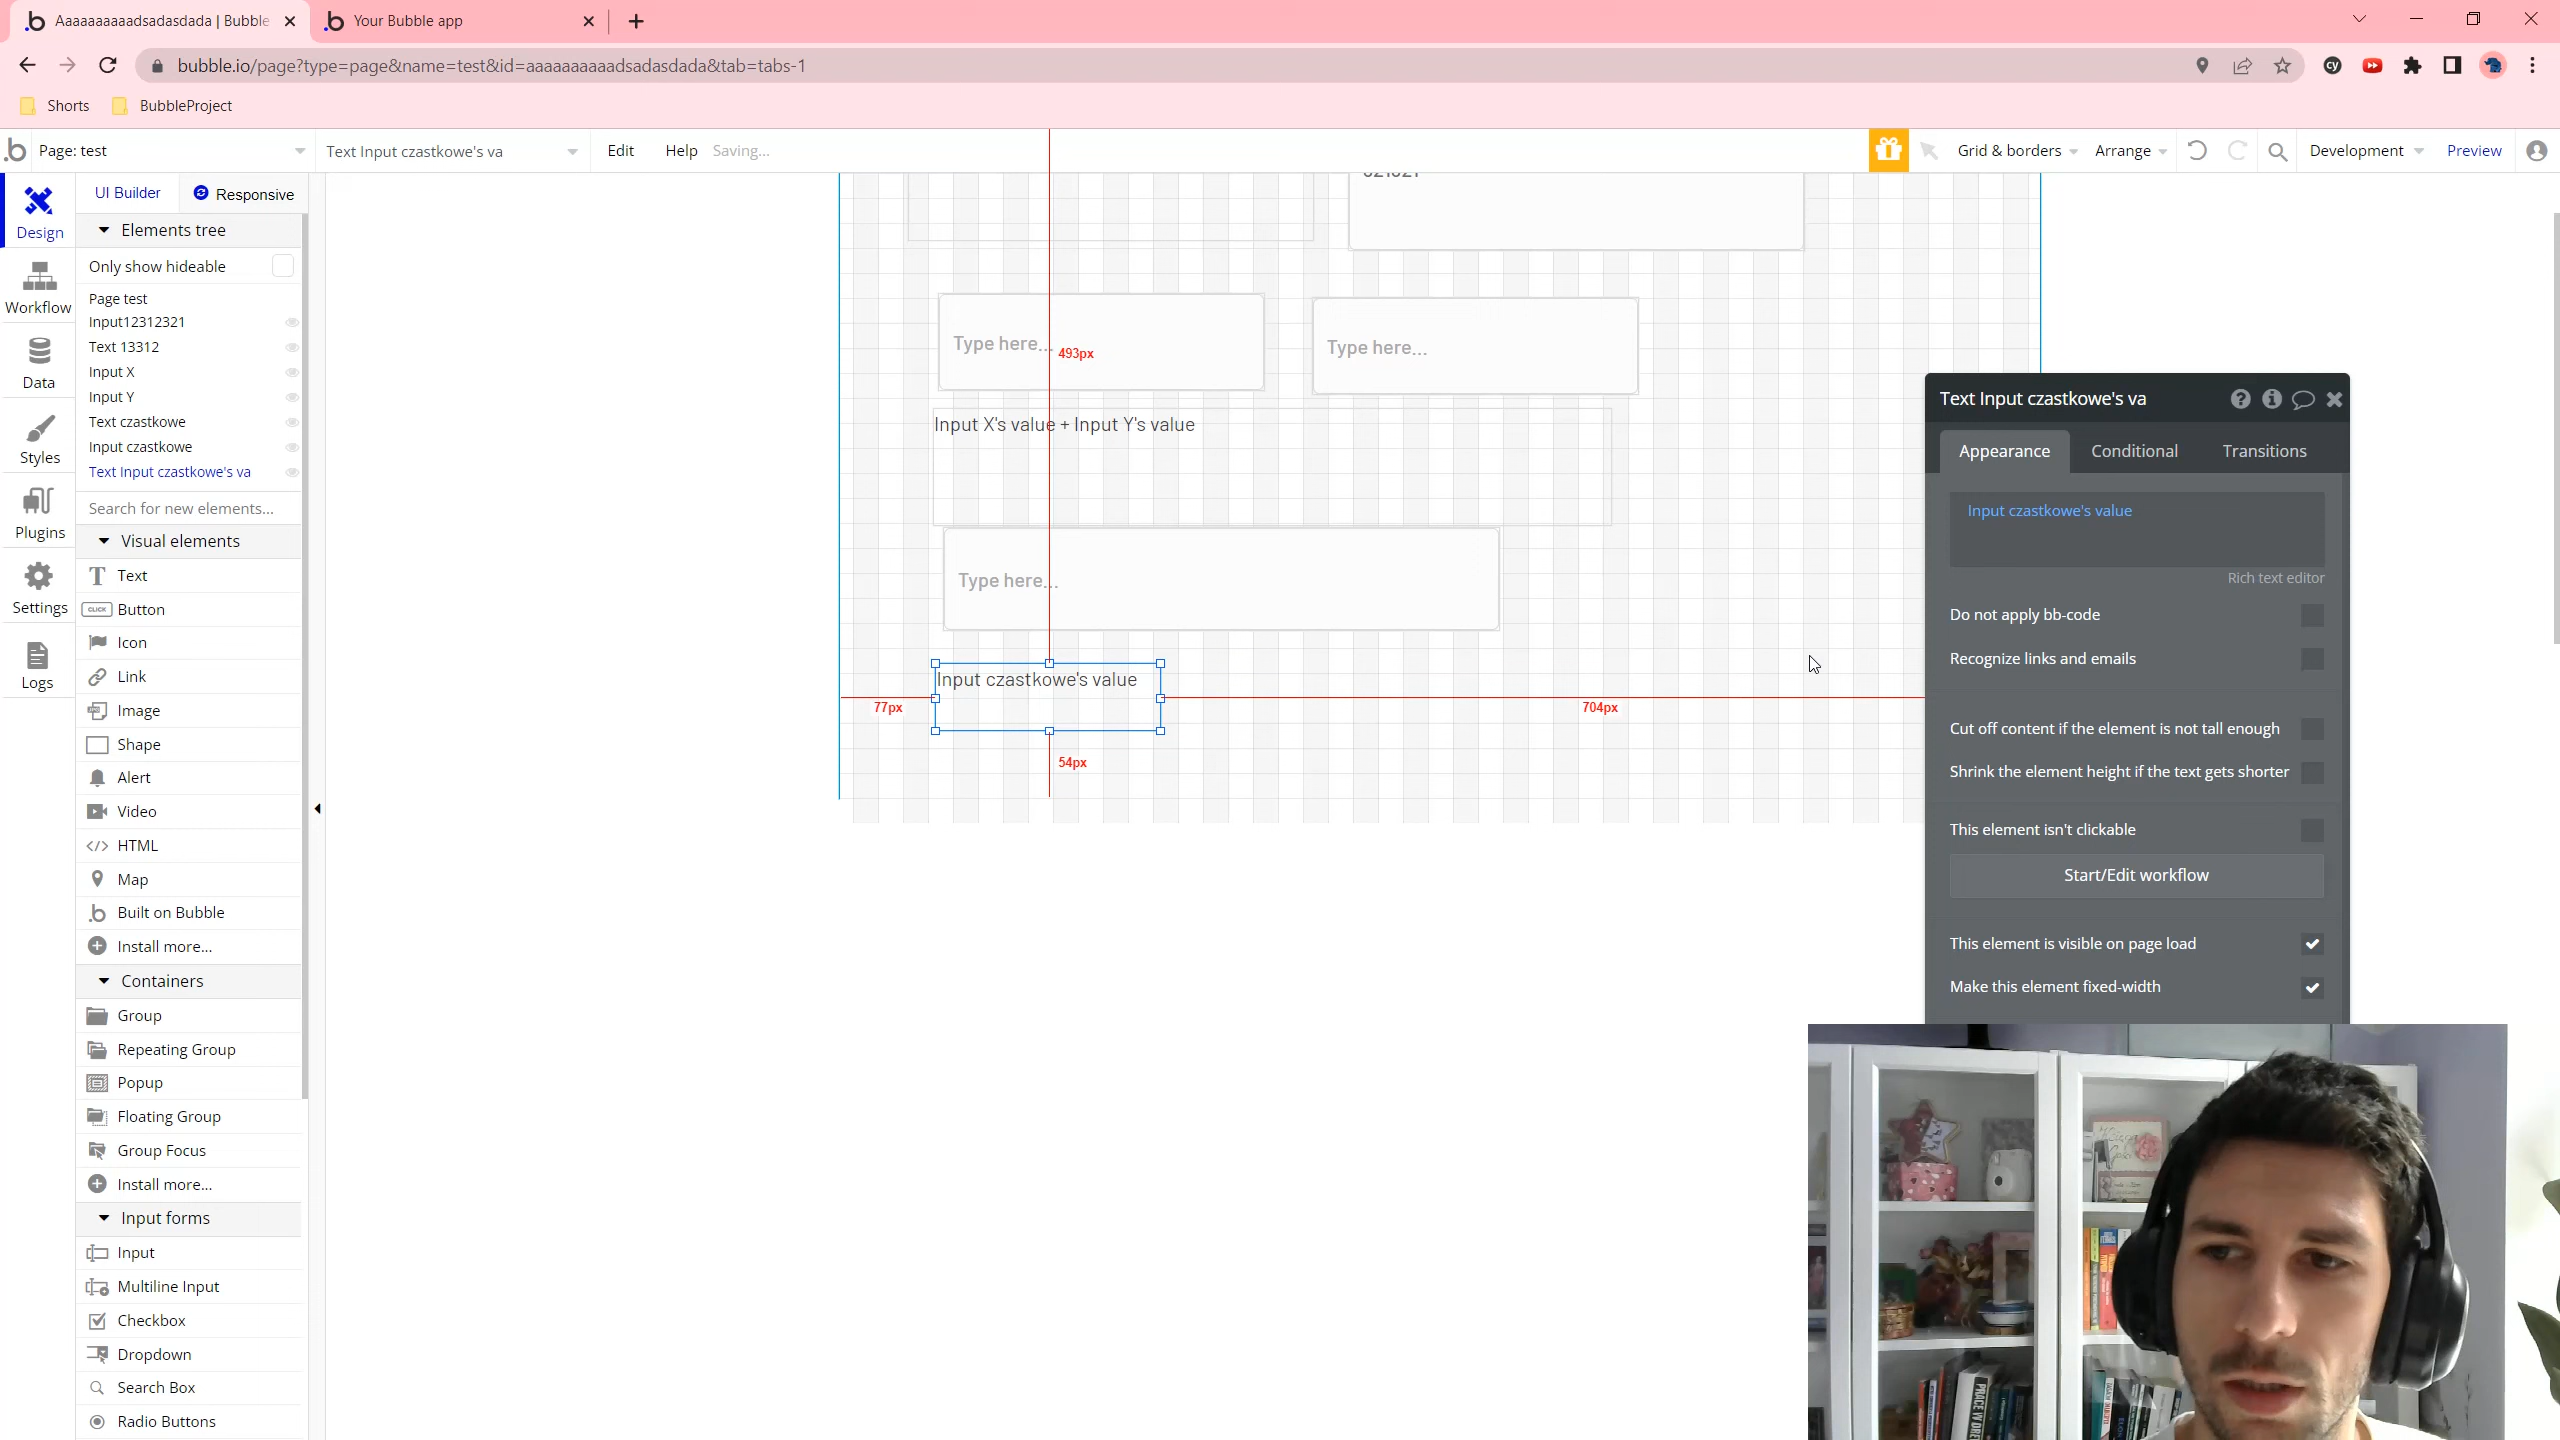 Aaaaaaaaaadsadasdada | Bubble
Your Bubble app
bubble.io/page?type=page&name=test&id=aaaaaaaaaadsadasdada&tab=tabs-1
Shorts
BubbleProject
Page: test
Text Input czastkowe's va
Edit
Help
Saving...
Grid & borders
Arrange
Development
Preview
Design
Workflow
Data
Styles
Plugins
Settings
Logs
UI Builder
Responsive
Elements tree
Only show hideable
Page test
Input12312321
Text 13312
Input X
Input Y
Text czastkowe
Input czastkowe
Text Input czastkowe's va
Search for new elements...
Visual elements
Text
CLICK Button
Icon
Link
Image
Shape
Alert
Video
HTML
Map
Built on Bubble
Install more...
Containers
Group
Repeating Group
Popup
Floating Group
Group Focus
Install more...
Input forms
Input
Multiline Input
Checkbox
Dropdown
Search Box
Radio Buttons
Type here...
493px
Type here...
Input X's value + Input Y's value
Type here...
Input czastkowe's value
77px
704px
54px
Text Input czastkowe's va
Appearance
Conditional
Transitions
Input czastkowe's value
Rich text editor
Do not apply bb-code
Recognize links and emails
Cut off content if the element is not tall enough
Shrink the element height if the text gets shorter
This element isn't clickable
Start/Edit workflow
This element is visible on page load
Make this element fixed-width